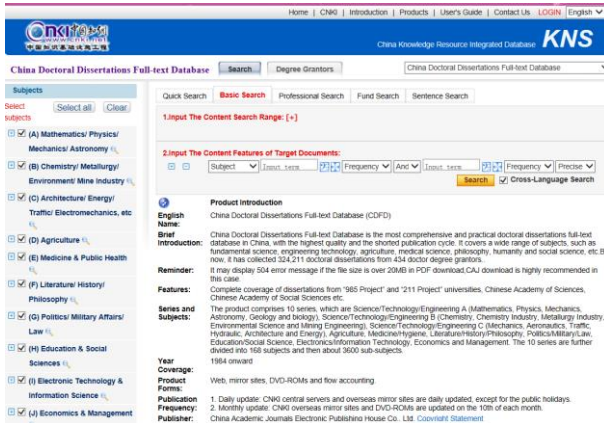 Home | CNKI | Introduction | Products | User's Guide | Contact Us LOGIN English
CNKI 中国知网
www.cnki.net
中国知识基础设施工程
China Knowledge Resource Integrated Database KNS
China Doctoral Dissertations Full-text Database Search Degree Grantors China Doctoral Dissertations Full-text Database
Subjects
Select subjects Select all Clear
(A) Mathematics/ Physics/
Mechanics/ Astronomy
(B) Chemistry/ Metallurgy/
Environment/ Mine Industry
(C) Architecture/ Energy/
Traffic/ Electromechanics, etc
(D) Agriculture
(E) Medicine & Public Health
(F) Literature/ History/
Philosophy
(G) Politics/ Military Affairs/
Law
(H) Education & Social
Sciences
(I) Electronic Technology &
Information Science
(J) Economics & Management
Quick Search Basic Search Professional Search Fund Search Sentence Search
1.Input The Content Search Range: [+]
2.Input The Content Features of Target Documents:
Subject Input term Frequency And Input term Frequency Precise
Search Cross-Language Search
Product Introduction
English Name: China Doctoral Dissertations Full-text Database (CDFD)
Brief Introduction: China Doctoral Dissertations Full-text Database is the most comprehensive and practical doctoral dissertations full-text
database in China, with the highest quality and the shorted publication cycle. It covers a wide range of subjects, such as
fundamental science, engineering technology, agriculture, medical science, philosophy, humanity and social science, etc.B
now, it has collected 324,211 doctoral dissertations from 434 doctor degree grantors.
Reminder: It may display 504 error message if the file size is over 20MB in PDF download,CAJ download is highly recommended in
this case.
Features: Complete coverage of dissertations from "985 Project" and "211 Project" universities, Chinese Academy of Sciences,
Chinese Academy of Social Sciences etc.
Series and Subjects: The product comprises 10 series, which are Science/Technology/Engineering A (Mathematics, Physics, Mechanics,
Astronomy, Geology and biology), Science/Technology/Engineering B (Chemistry, Chemistry Industry, Metallurgy Industry,
Environmental Science and Mining Engineering), Science/Technology/Engineering C (Mechanics, Aeronautics, Traffic,
Hydraulic, Architecture and Energy), Agriculture, Medicine/Hygiene, Literature/History/Philosophy, Politics/Military/Law,
Education/Social Science, Electronics/Information Technology, Economics and Management. The 10 series are further
divided into 168 subjects and then about 3600 sub-subjects.
Year Coverage: 1984 onward
Product Forms: Web, mirror sites, DVD-ROMs and flow accounting.
Publication Frequency: 1. Daily update: CNKI central servers and overseas mirror sites are daily updated, except for the public holidays.
2. Monthly update: CNKI overseas mirror sites and DVD-ROMs are updated on the 10th of each month.
Publisher: China Academic Journals Electronic Publishing House Co., Ltd. Copyright Statement